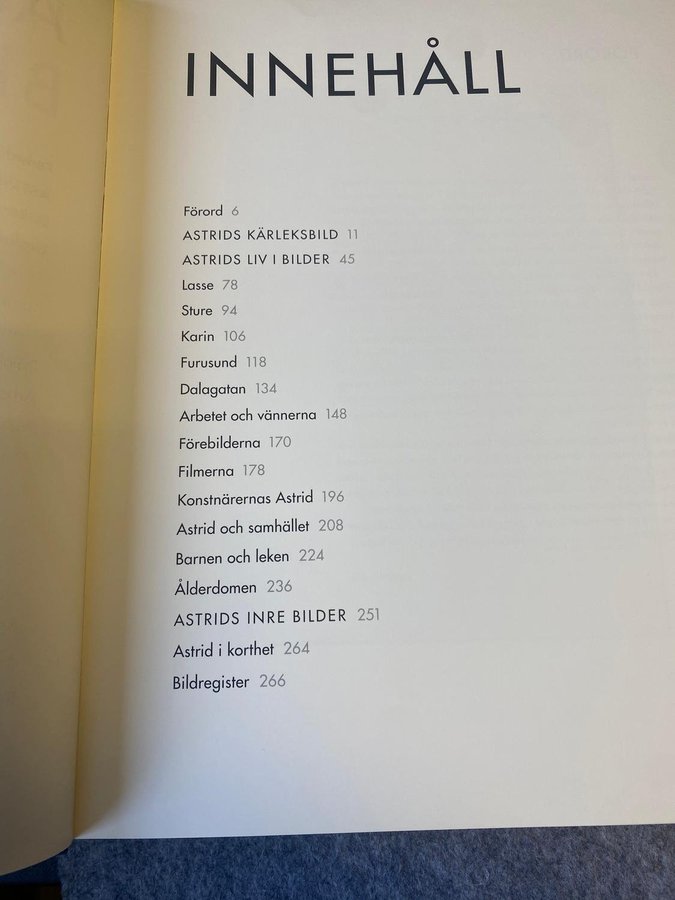 INNEHÅLL
Förord 6
ASTRIDS KÄRLEKSBILD 11
ASTRIDS LIV I BILDER 45
Lasse 78
Sture 94
Karin 106
Furusund 118
Dalagatan 134
Arbetet och vännerna 148
Förebilderna 170
Filmerna 178
Konstnärernas Astrid 196
Astrid och samhället 208
Barnen och leken 224
Ålderdomen 236
ASTRIDS INRE BILDER 251
Astrid i korthet 264
Bildregister 266